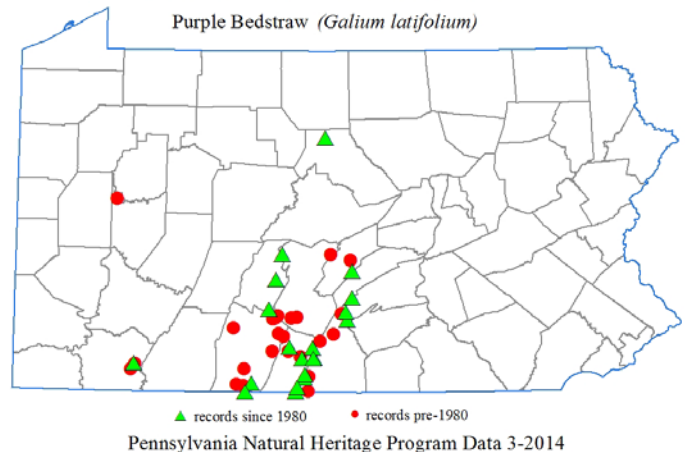 Purple Bedstraw (Galium latifolium)
records since 1980 records pre-1980
Pennsylvania Natural Heritage Program Data 3-2014